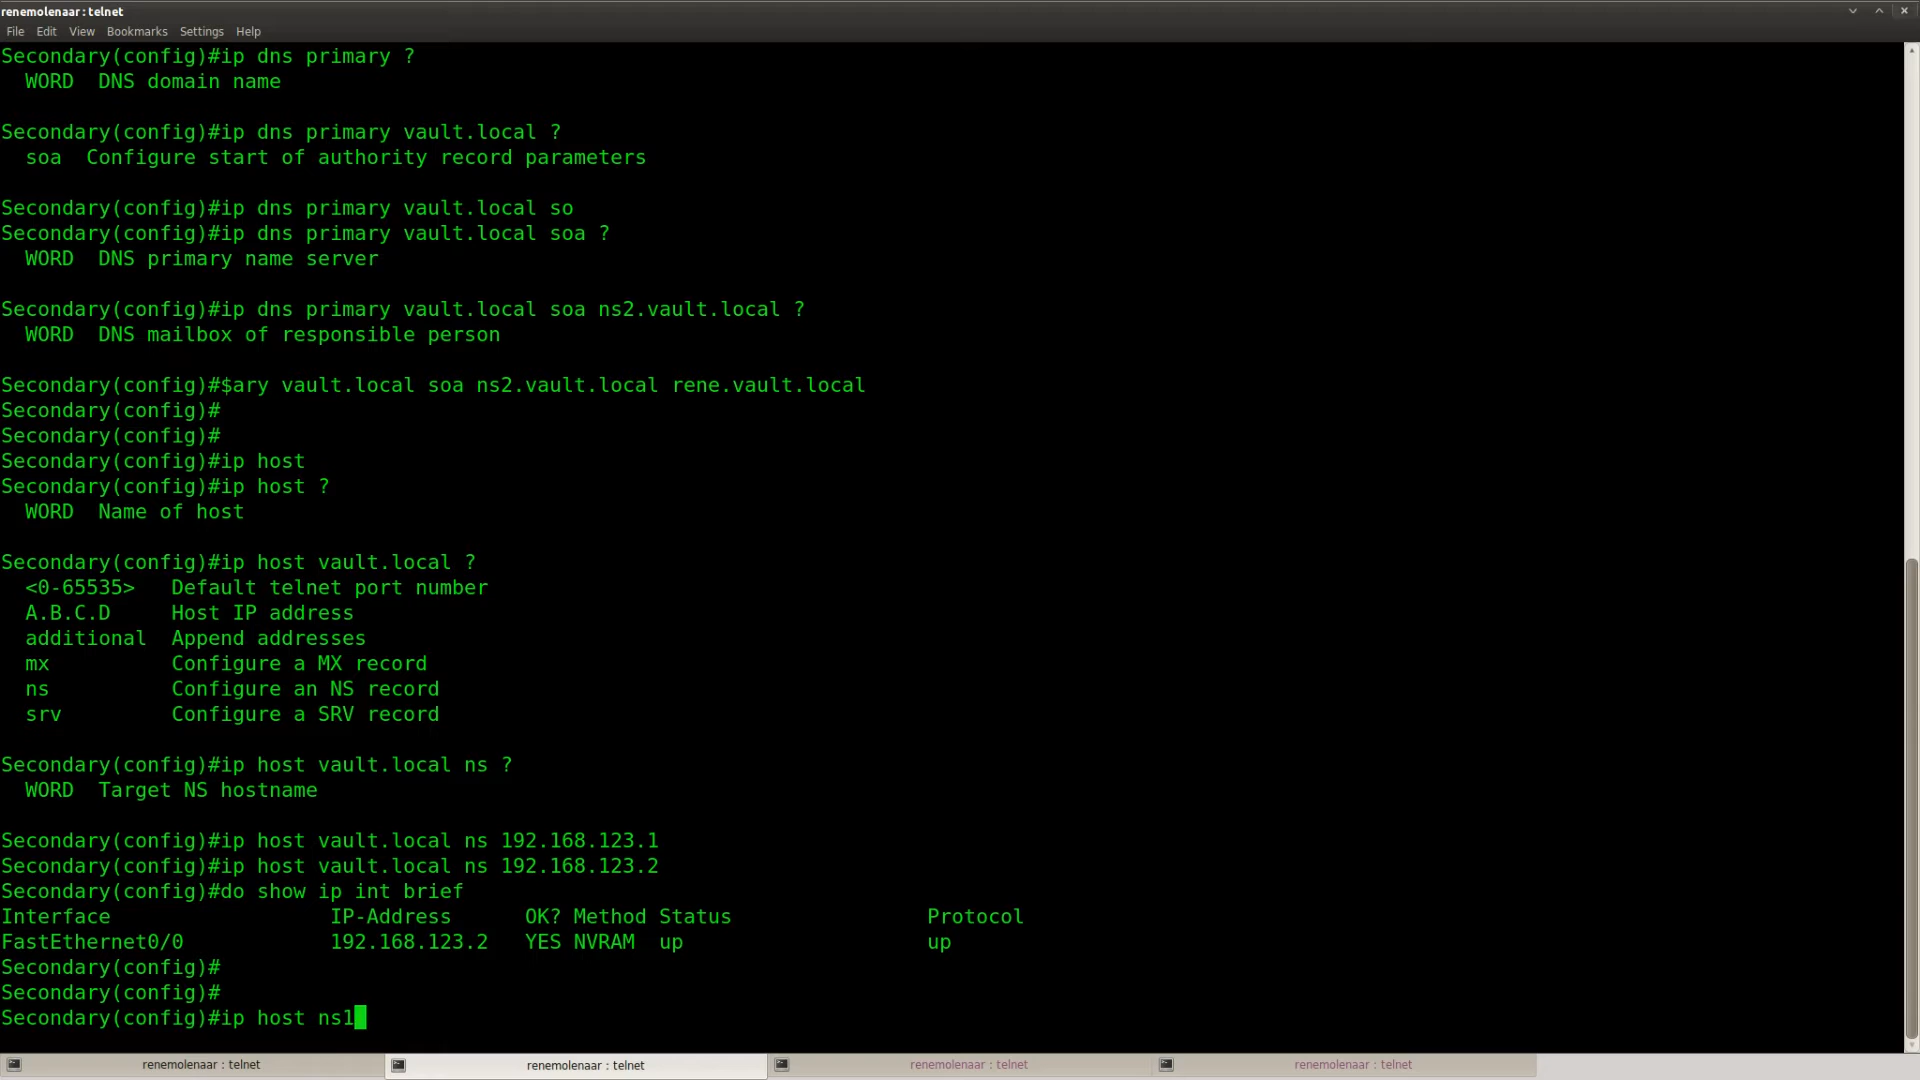 renemolenaar : telnet
File Edit View Bookmarks Settings Help
Secondary(config)#ip dns primary ?
  WORD  DNS domain name

Secondary(config)#ip dns primary vault.local ?
  soa  Configure start of authority record parameters

Secondary(config)#ip dns primary vault.local so
Secondary(config)#ip dns primary vault.local soa ?
  WORD  DNS primary name server

Secondary(config)#ip dns primary vault.local soa ns2.vault.local ?
  WORD  DNS mailbox of responsible person

Secondary(config)#$ary vault.local soa ns2.vault.local rene.vault.local
Secondary(config)#
Secondary(config)#
Secondary(config)#ip host
Secondary(config)#ip host ?
  WORD  Name of host

Secondary(config)#ip host vault.local ?
  <0-65535>   Default telnet port number
  A.B.C.D     Host IP address
  additional  Append addresses
  mx          Configure a MX record
  ns          Configure an NS record
  srv         Configure a SRV record

Secondary(config)#ip host vault.local ns ?
  WORD  Target NS hostname

Secondary(config)#ip host vault.local ns 192.168.123.1
Secondary(config)#ip host vault.local ns 192.168.123.2
Secondary(config)#do show ip int brief
Interface                  IP-Address      OK? Method Status                Protocol
FastEthernet0/0            192.168.123.2   YES NVRAM  up                    up
Secondary(config)#
Secondary(config)#
Secondary(config)#ip host ns1
renemolenaar : telnet
renemolenaar : telnet
renemolenaar : telnet
renemolenaar : telnet